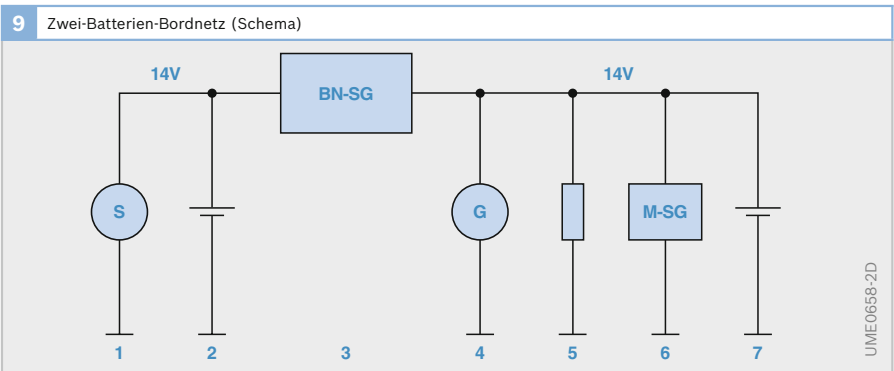 9 Zwei-Batterien-Bordnetz (Schema)
14V 14V
BN-SG
S G M-SG
1 2 3 4 5 6 7
UME0658-2D